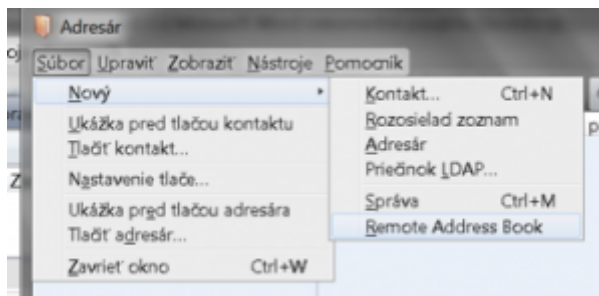 Adresár
Súbor Upraviť Zobraziť Nástroje Pomocník
Nový
Ukážka pred tlačou kontaktu
Tlačiť kontakt...
Nastavenie tlače...
Ukážka pred tlačou adresára
Tlačiť adresár...
Zavrieť okno Ctrl+W
Kontakt... Ctrl+N
Rozosielad zoznam
Adresár
Priečinok LDAP...
Správa Ctrl+M
Remote Address Book